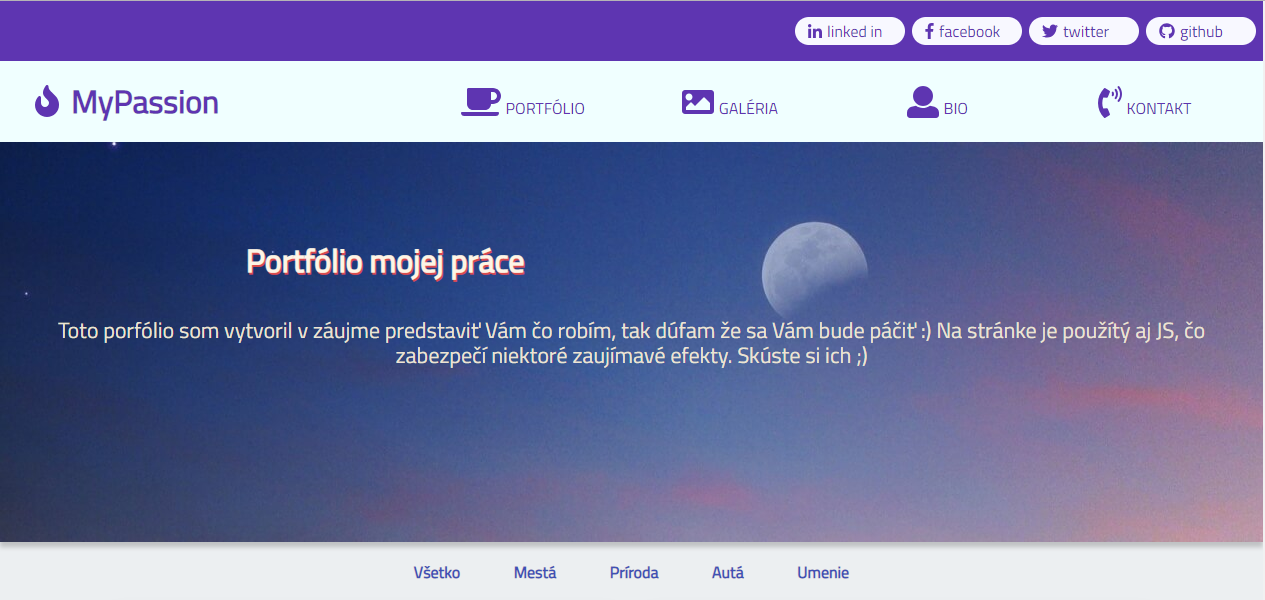 linked in facebook twitter github
MyPassion PORTFÓLIO GALÉRIA BIO KONTAKT
Portfólio mojej práce
Toto porfólio som vytvoril v záujme predstaviť Vám čo robím, tak dúfam že sa Vám bude páčiť :) Na stránke je použítý aj JS, čo
zabezpečí niektoré zaujímavé efekty. Skúste si ich ;)
Všetko Mestá Príroda Autá Umenie